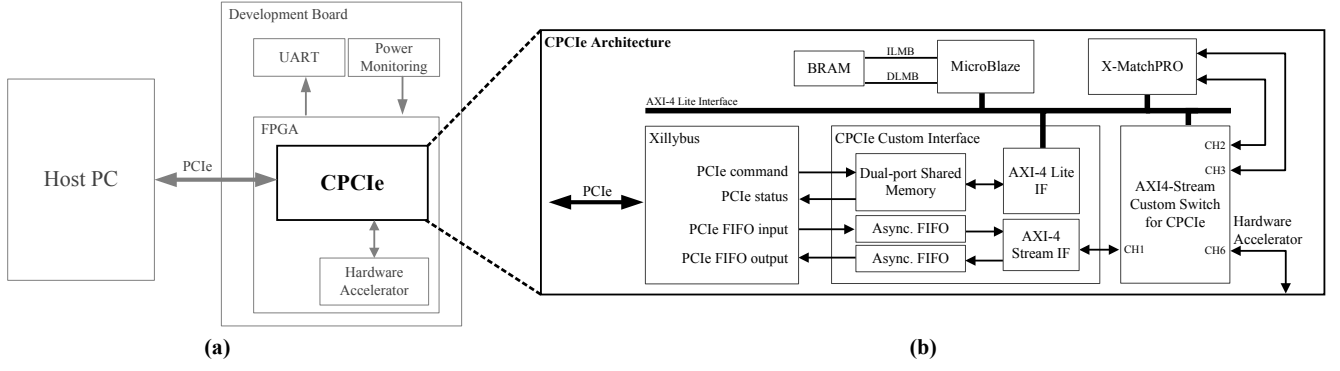 Development Board
UART
Power
Monitoring
FPGA
Host PC
PCIe
CPCIe
Hardware
Accelerator
(a)
CPCIe Architecture
BRAM
ILMB
DLMB
MicroBlaze
X-MatchPRO
AXI-4 Lite Interface
Xillybus
PCIe command
PCIe status
PCIe FIFO input
PCIe FIFO output
PCIe
CPCIe Custom Interface
Dual-port Shared
Memory
AXI-4 Lite
IF
Async. FIFO
Async. FIFO
AXI-4
Stream IF
CH2
CH3
AXI4-Stream
Custom Switch
for CPCIe
CH1
CH6
Hardware
Accelerator
(b)